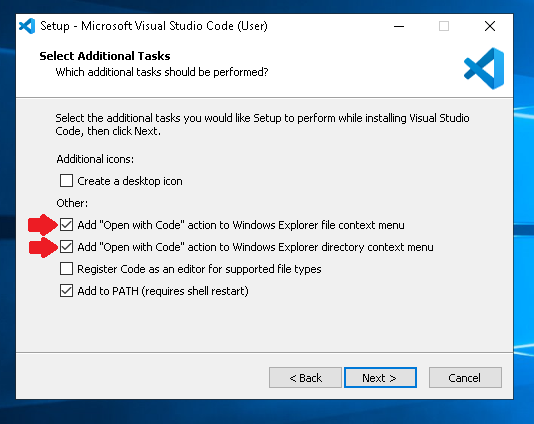 Setup - Microsoft Visual Studio Code (User)
Select Additional Tasks
Which additional tasks should be performed?
Select the additional tasks you would like Setup to perform while installing Visual Studio
Code, then click Next.
Additional icons:
Create a desktop icon
Other:
Add "Open with Code" action to Windows Explorer file context menu
Add "Open with Code" action to Windows Explorer directory context menu
Register Code as an editor for supported file types
Add to PATH (requires shell restart)
< Back
Next >
Cancel